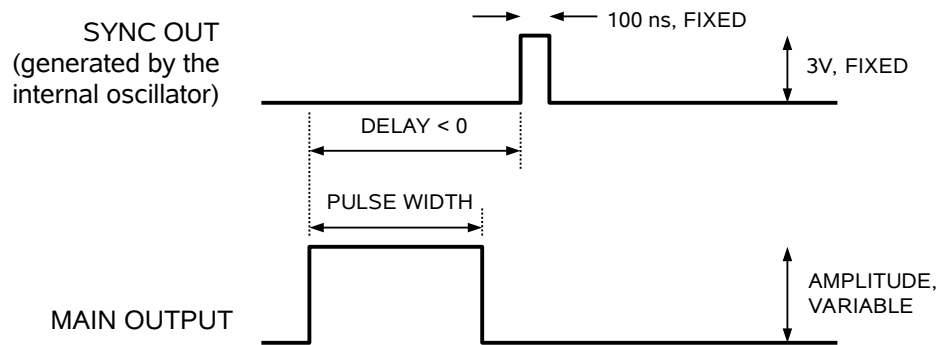 100 ns, FIXED
SYNC OUT
(generated by the
internal oscillator)
3V, FIXED
DELAY < 0
PULSE WIDTH
AMPLITUDE,
VARIABLE
MAIN OUTPUT